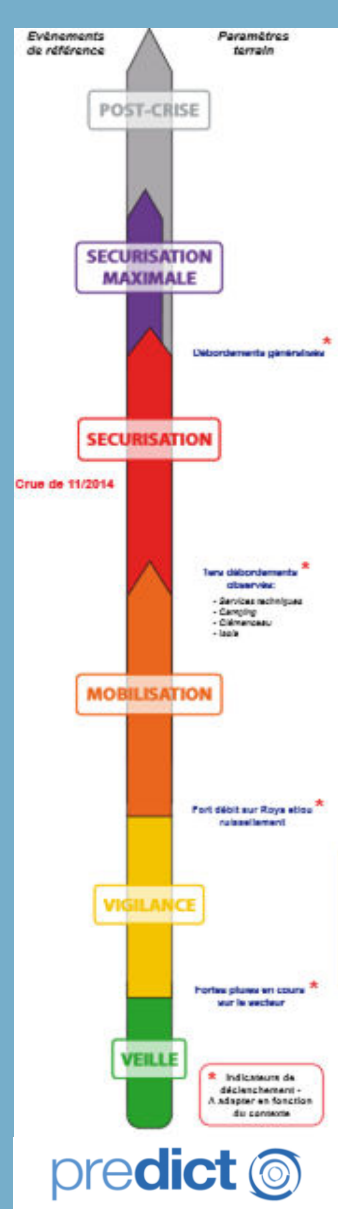 Evènements
de référence
Paramètres
terrain
POST-CRISE
SECURISATION
MAXIMALE
Débordements généralisés *
SECURISATION
Crue de 11/2014
1ers débordements *
observés:
- Services techniques
- Camping
- Clémenceau
- Isola
MOBILISATION
Fort débit sur Roya et/ou *
ruissellement
VIGILANCE
Fortes pluies en cours *
sur le secteur
VEILLE
* Indicateurs de
déclenchement -
A adapter en fonction
du contexte
predict